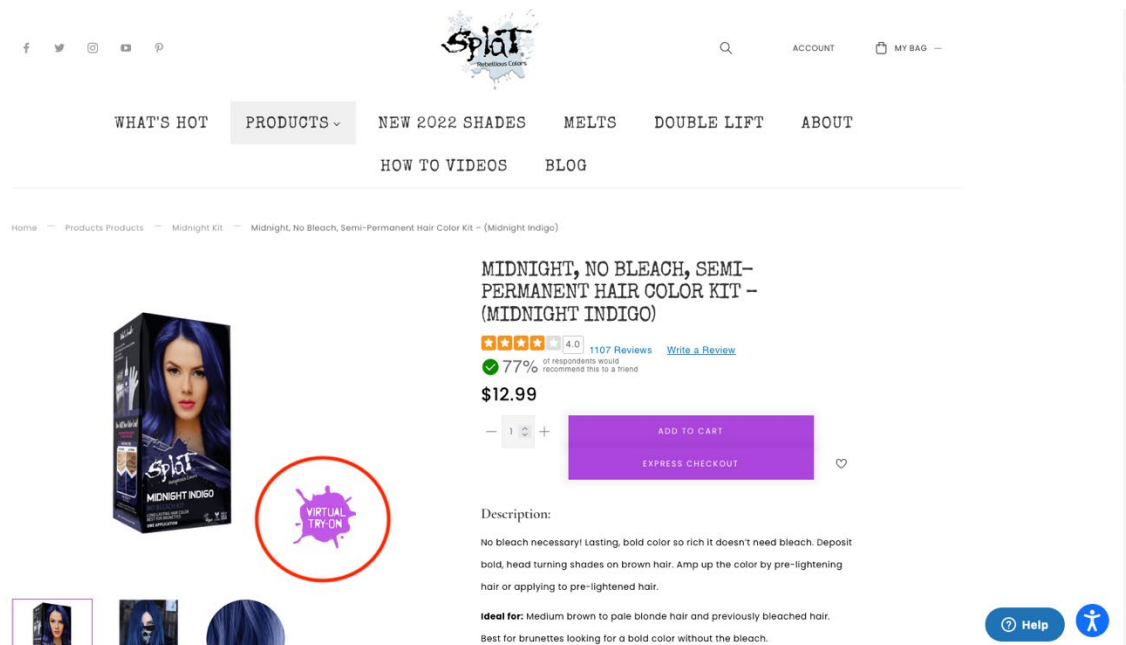 Splat
Rebellious Colors
ACCOUNT
MY BAG —
WHAT'S HOT
PRODUCTS
NEW 2022 SHADES
MELTS
DOUBLE LIFT
ABOUT
HOW TO VIDEOS
BLOG
Home — Products Products — Midnight Kit — Midnight, No Bleach, Semi-Permanent Hair Color Kit – (Midnight Indigo)
MIDNIGHT, NO BLEACH, SEMI-
PERMANENT HAIR COLOR KIT –
(MIDNIGHT INDIGO)
4.0 1107 Reviews Write a Review
77% of respondents would
recommend this to a friend
$12.99
— 1 +
ADD TO CART
EXPRESS CHECKOUT
Splat
MIDNIGHT INDIGO
ONE APPLICATION
VIRTUAL
TRY-ON
Description:
No bleach necessary! Lasting, bold color so rich it doesn't need bleach. Deposit
bold, head turning shades on brown hair. Amp up the color by pre-lightening
hair or applying to pre-lightened hair.
Ideal for: Medium brown to pale blonde hair and previously bleached hair.
Best for brunettes looking for a bold color without the bleach.
? Help